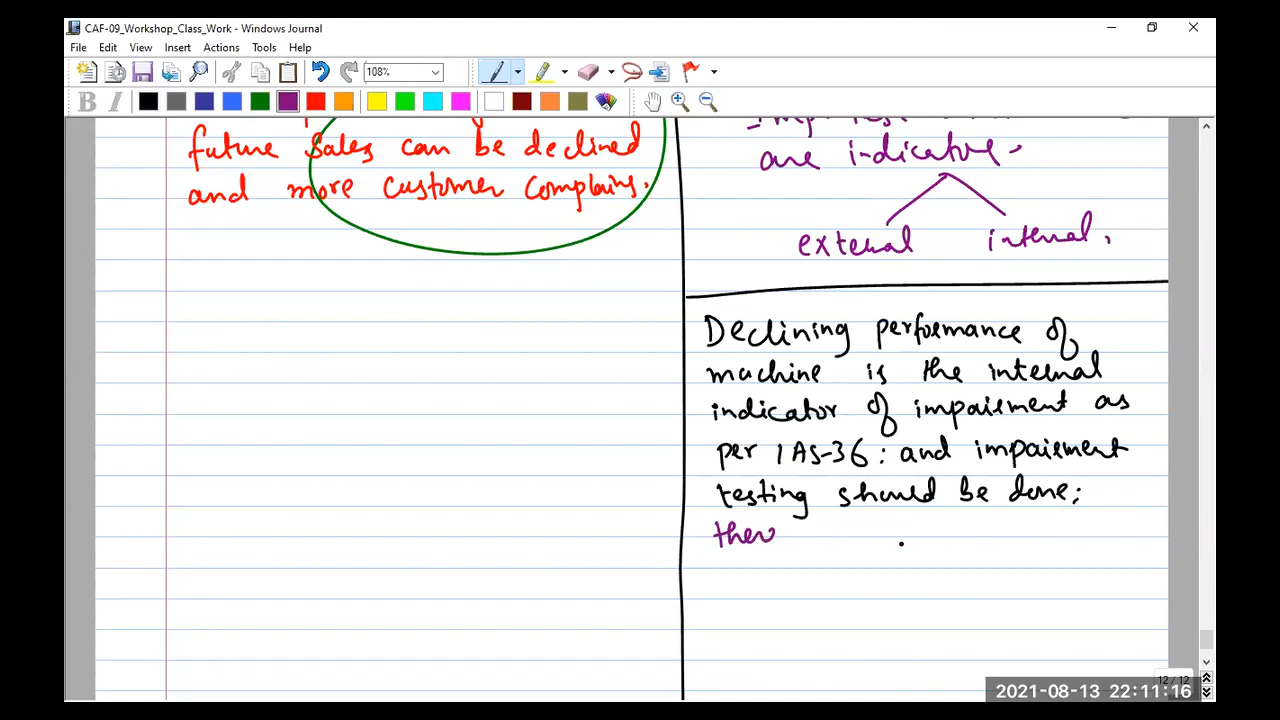 CAF-09_Workshop_Class_Work - Windows Journal
File Edit View Insert Actions Tools Help
108%
B I
future Sales can be declined
and more customer complains.
are indicators
external internal.
Declining performance of
machine is the internal
indicator of impairment as
per IAS-36: and impairment
testing should be done;
ther
12 / 12
2021-08-13 22:11:16